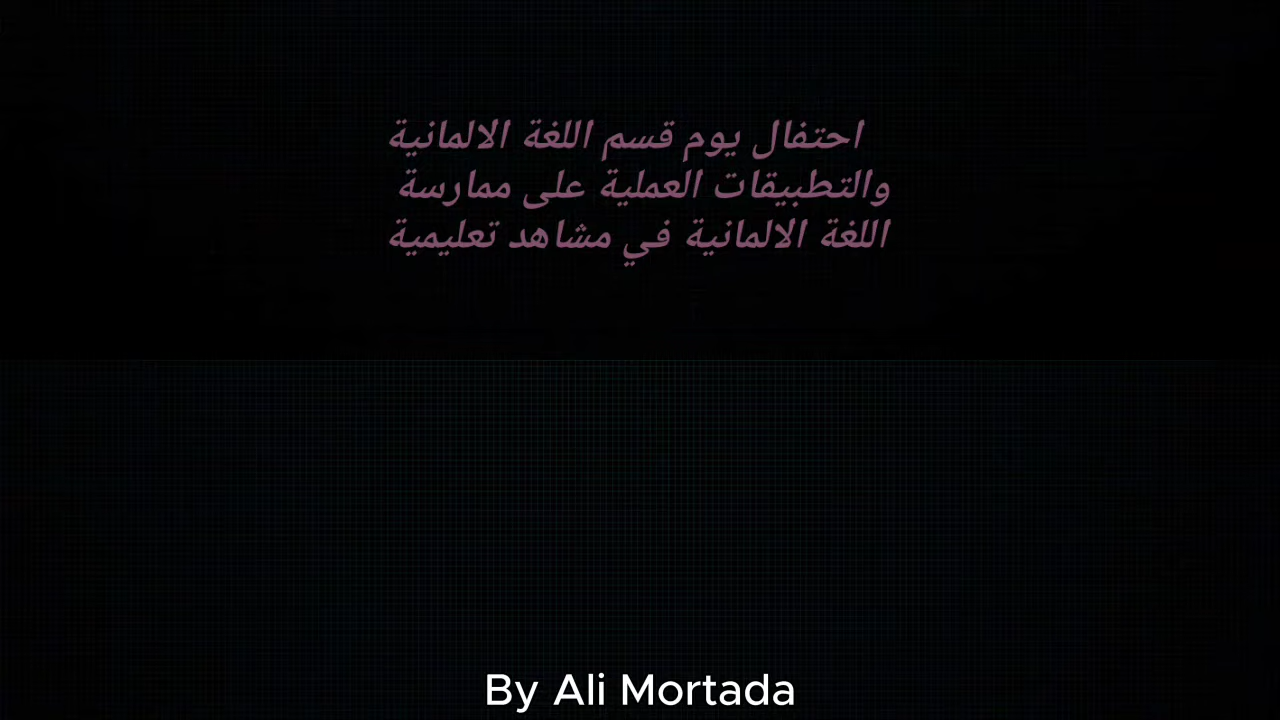 احتفال يوم قسم اللغة الالمانية
والتطبيقات العملية على ممارسة
اللغة الالمانية في مشاهد تعليمية
By Ali Mortada